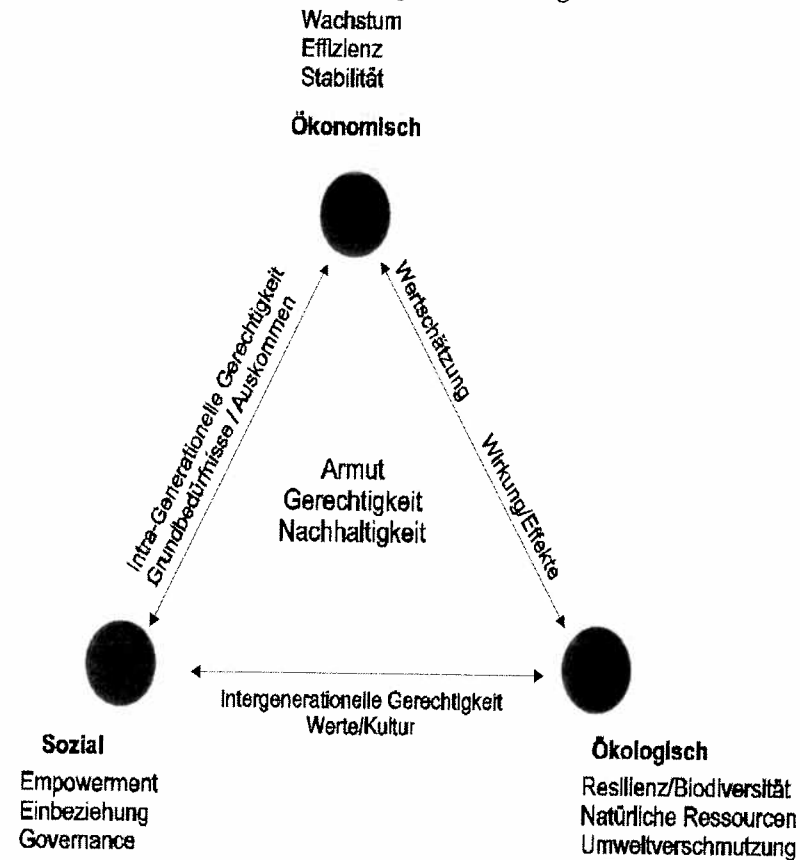 Wachstum
Effizienz
Stabilität
Ökonomisch
Intra-Generationelle Gerechtigkeit
Grundbedürfnisse / Auskommen
Wertschätzung
Wirkung/Effekte
Armut
Gerechtigkeit
Nachhaltigkeit
Intergenerationelle Gerechtigkeit
Werte/Kultur
Sozial
Empowerment
Einbeziehung
Governance
Ökologisch
Resilienz/Biodiversität
Natürliche Ressourcen
Umweltverschmutzung